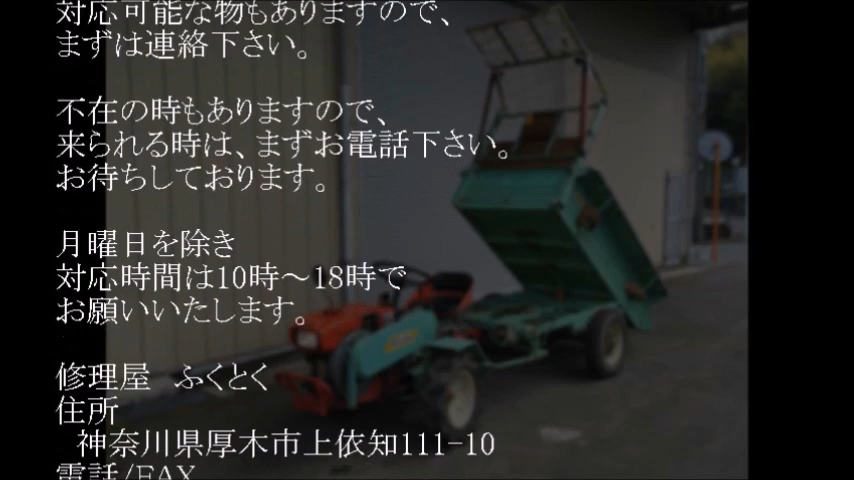 対応可能な物もありますので、
まずは連絡下さい。
不在の時もありますので、
来られる時は、まずお電話下さい。
お待ちしております。
月曜日を除き
対応時間は10時～18時で
お願いいたします。
修理屋　ふくとく
住所
神奈川県厚木市上依知111-10
電話/FAX